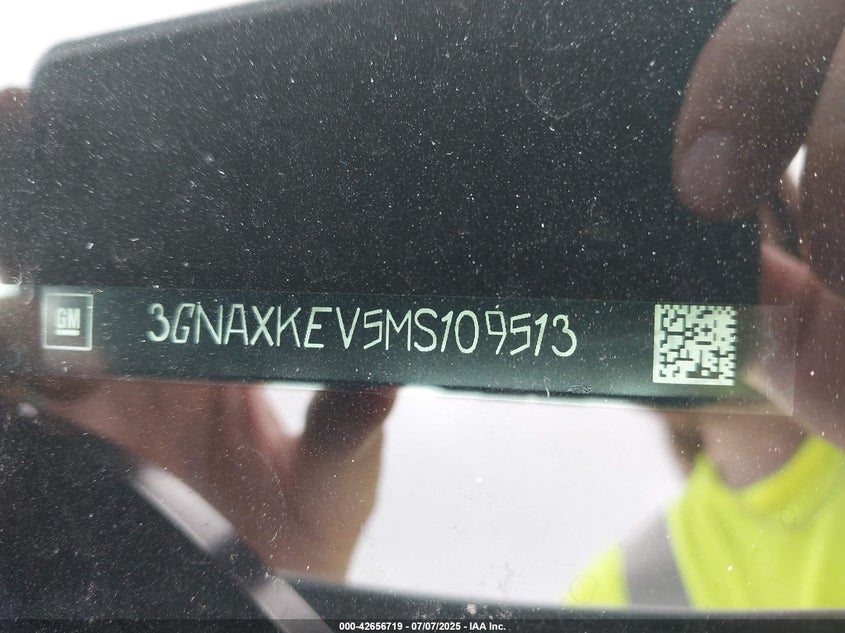 GM
3GNAXKEV5MS109513
000-42656719 - 07/07/2025 - IAA Inc.